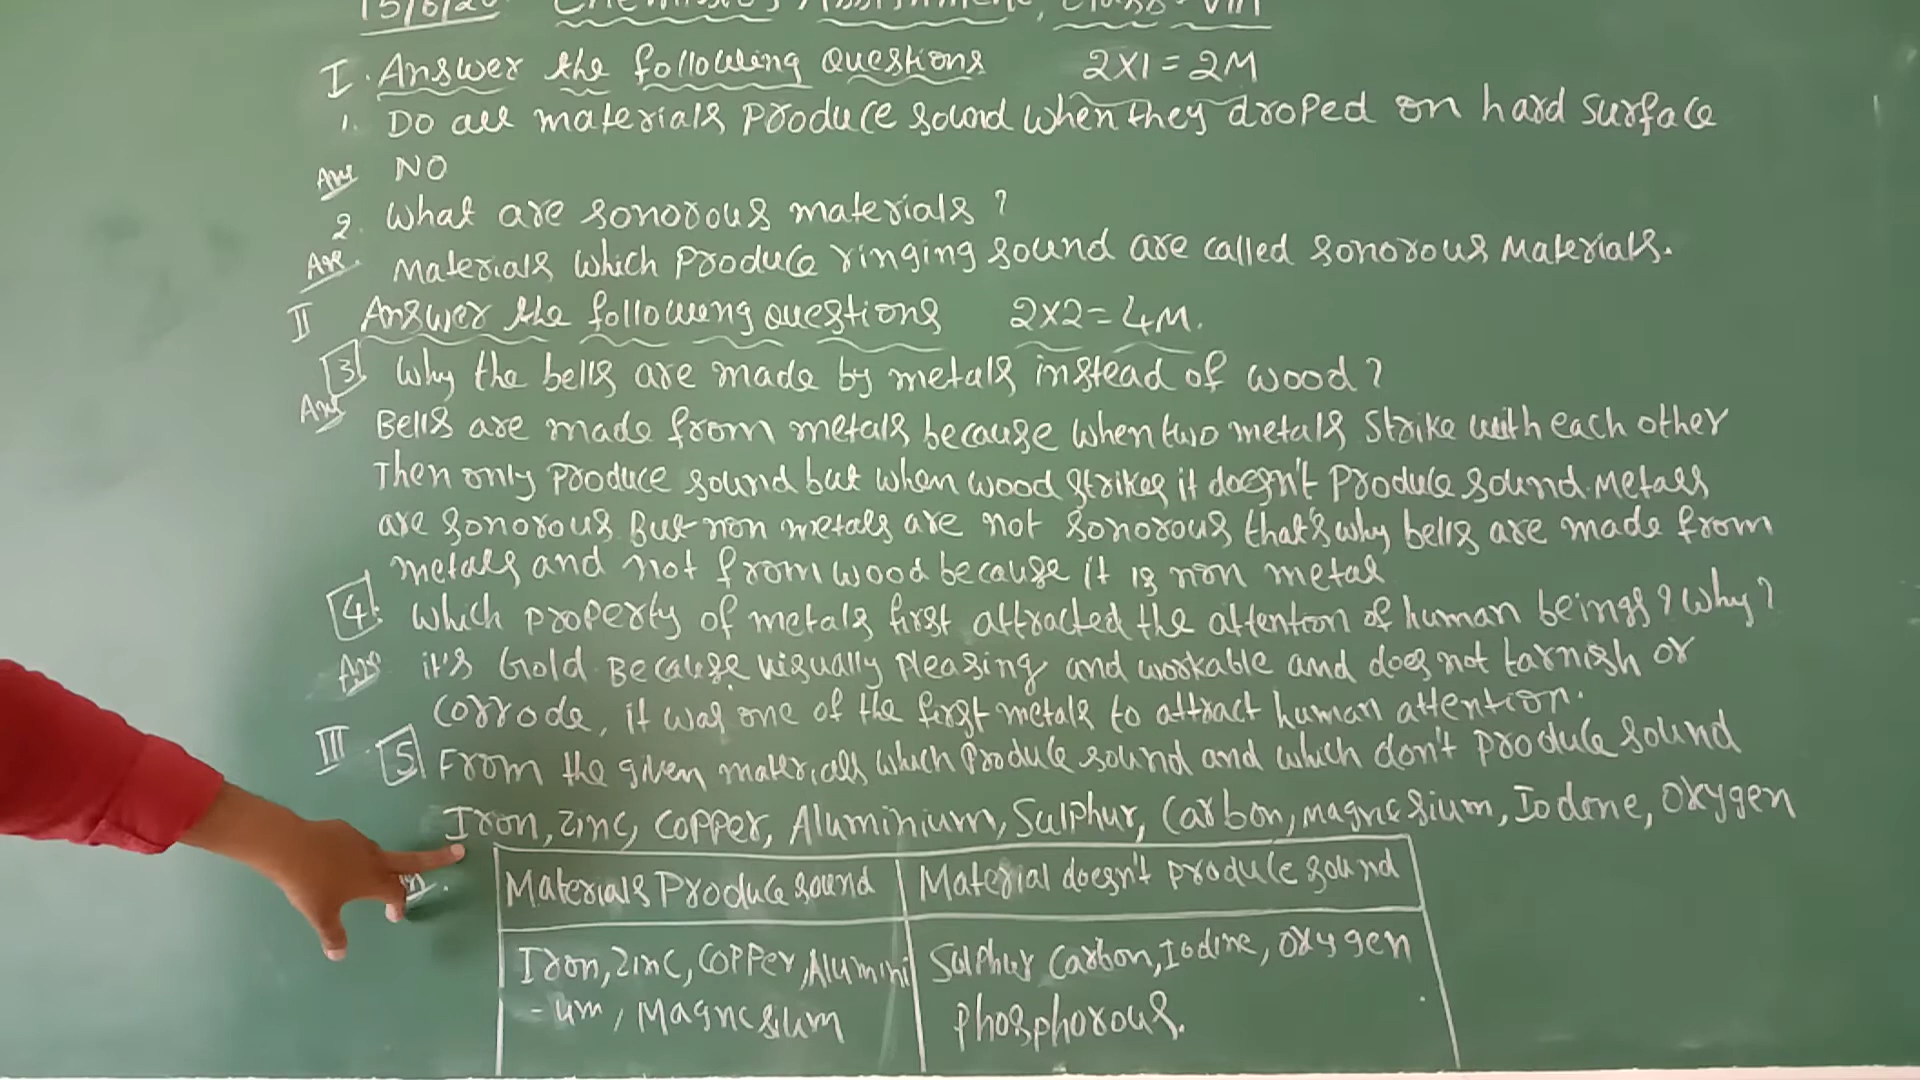 15/6/20 Chemistry Assignment, Class-VIII
I. Answer the following Questions 2X1=2M
1. Do all materials produce sound when they droped on hard surface
Ans NO
2. What are sonorous materials?
Ans. Materials which produce ringing sound are called sonorous Materials.
II Answer the following questions 2x2=4M.
3. Why the bells are made by metals instead of wood?
Ans
Bells are made from metals because when two metals strike with each other
Then only produce sound but when wood strikes it doesn't produce sound. Metals
are sonorous. But non metals are not sonorous that's why bells are made from
metals and not from wood because it is non metal
4. Which property of metals first attracted the attention of human beings? Why?
Ans it's Gold. Because visually pleasing and workable and does not tarnish or
corrode, it was one of the first metals to attract human attention.
III. 5. From the given materials which produce sound and which don't produce sound
Iron, zinc, copper, Aluminium, Sulphur, Carbon, magnesium, Iodine, Oxygen
Materials Produce sound Material doesn't produce sound
Iron, zinc, copper, Alumini Sulphur Carbon, Iodine, oxygen
-um, Magnesium phosphorous.